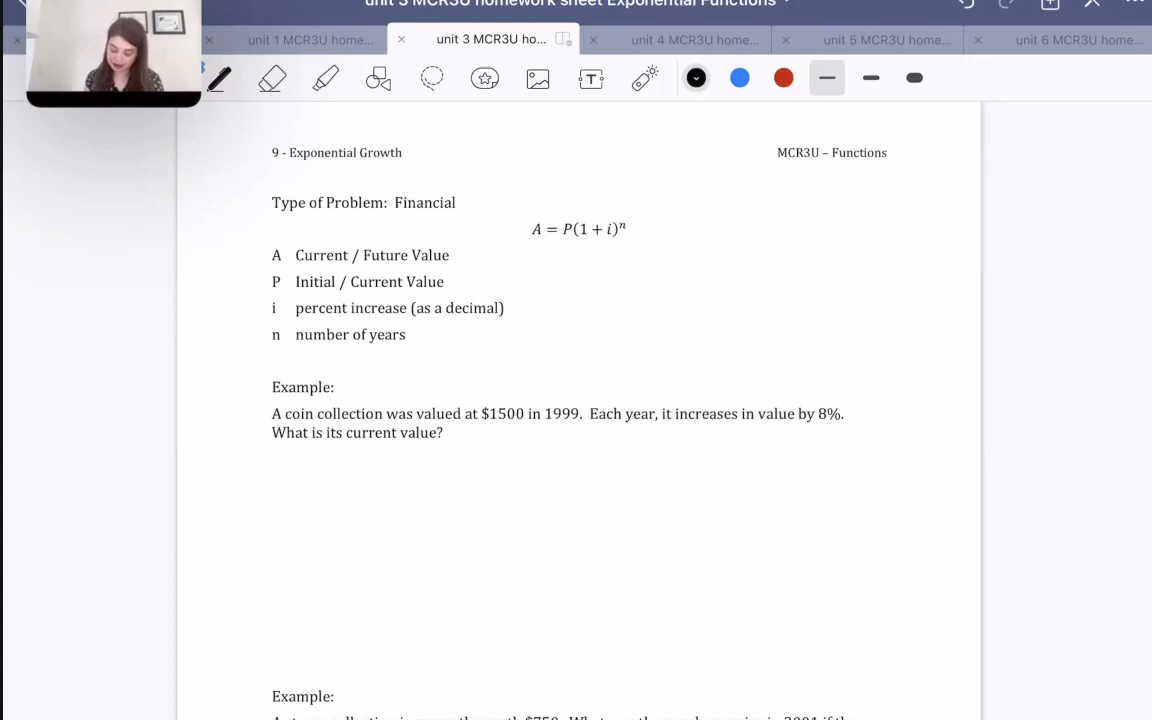 unit 3 MCR3U homework sheet Exponential Functions
unit 1 MCR3U home...
unit 3 MCR3U ho...
unit 4 MCR3U home...
unit 5 MCR3U home...
unit 6 MCR3U home...
9 - Exponential Growth
MCR3U – Functions
Type of Problem: Financial
A = P(1 + i)ⁿ
A Current / Future Value
P Initial / Current Value
i percent increase (as a decimal)
n number of years
Example:
A coin collection was valued at $1500 in 1999. Each year, it increases in value by 8%.
What is its current value?
Example: